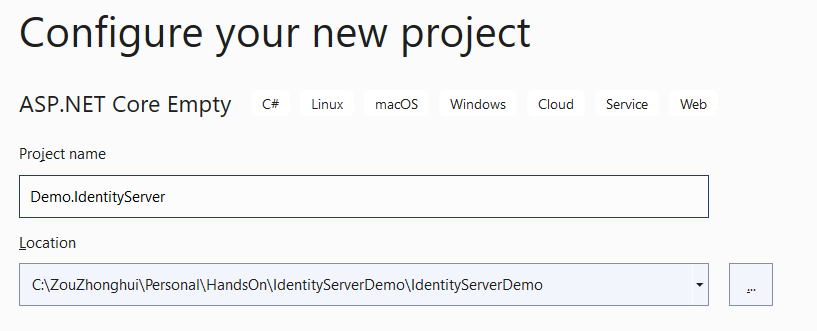 Configure your new project
ASP.NET Core Empty C# Linux macOS Windows Cloud Service Web
Project name
Demo.IdentityServer
Location
C:\ZouZhonghui\Personal\HandsOn\IdentityServerDemo\IdentityServerDemo
...